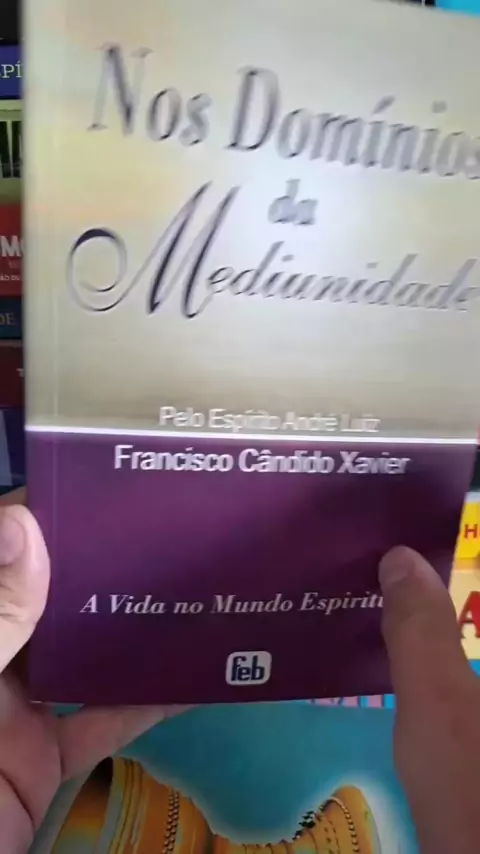 Nos Domínios
da
Mediunidade
Pelo Espírito André Luiz
Francisco Cândido Xavier
A Vida no Mundo Espiritu
feb